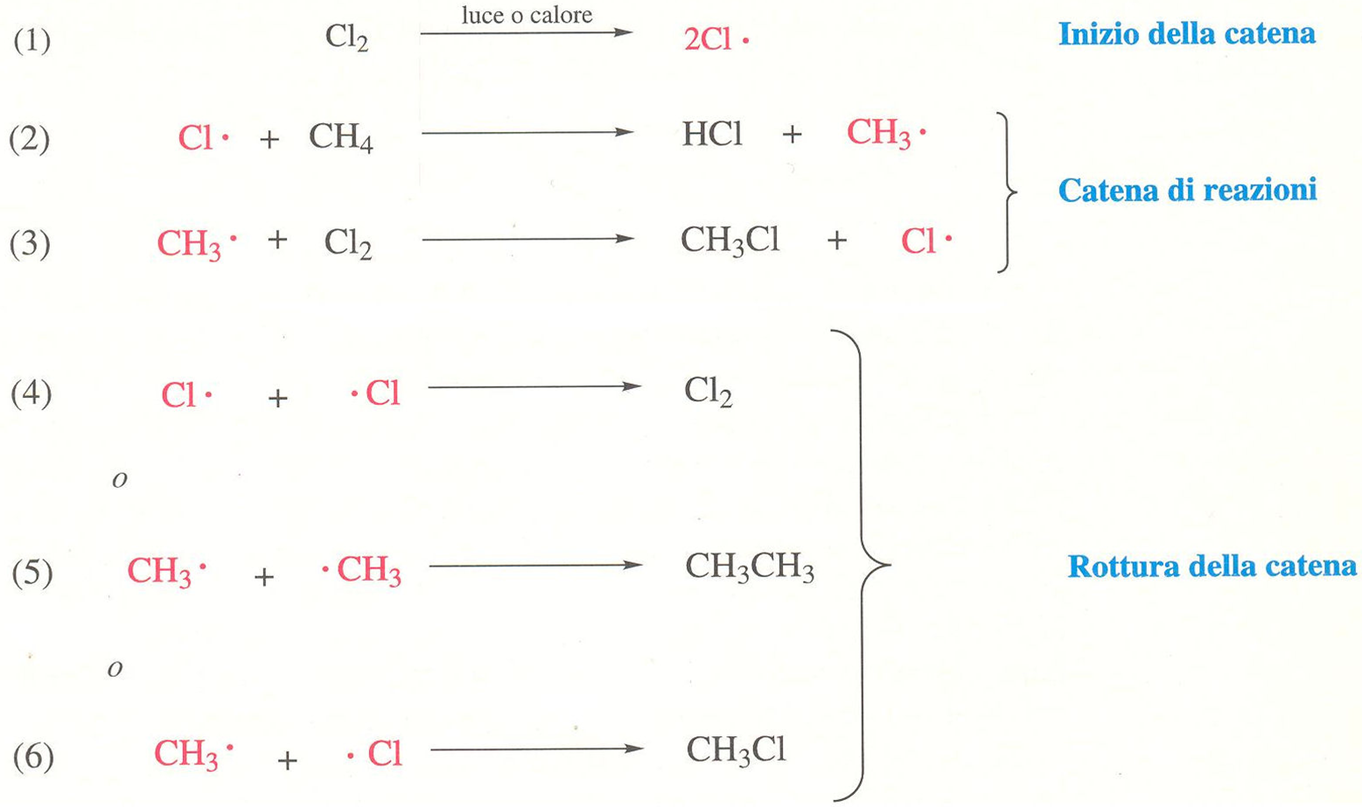 luce o calore
(1) Cl₂ → 2Cl · Inizio della catena
(2) Cl · + CH₄ → HCl + CH₃ ·
Catena di reazioni
(3) CH₃ · + Cl₂ → CH₃Cl + Cl ·
(4) Cl · + · Cl → Cl₂
o
(5) CH₃ · + · CH₃ → CH₃CH₃ Rottura della catena
o
(6) CH₃ · + · Cl → CH₃Cl